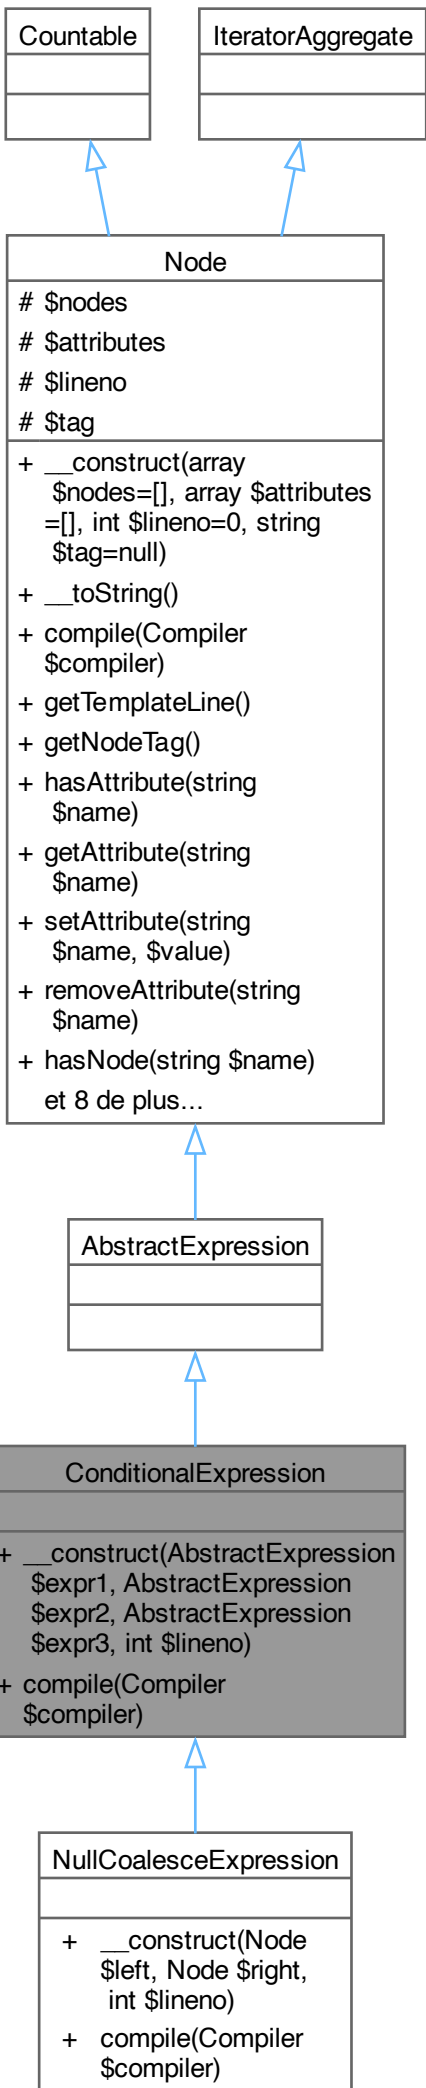 Countable
IteratorAggregate
Node
# $nodes
# $attributes
# $lineno
# $tag
+ __construct(array
$nodes=[], array $attributes
=[], int $lineno=0, string
$tag=null)
+ __toString()
+ compile(Compiler
$compiler)
+ getTemplateLine()
+ getNodeTag()
+ hasAttribute(string
$name)
+ getAttribute(string
$name)
+ setAttribute(string
$name, $value)
+ removeAttribute(string
$name)
+ hasNode(string $name)
et 8 de plus...
AbstractExpression
ConditionalExpression
+ __construct(AbstractExpression
$expr1, AbstractExpression
$expr2, AbstractExpression
$expr3, int $lineno)
+ compile(Compiler
$compiler)
NullCoalesceExpression
+ __construct(Node
$left, Node $right,
int $lineno)
+ compile(Compiler
$compiler)